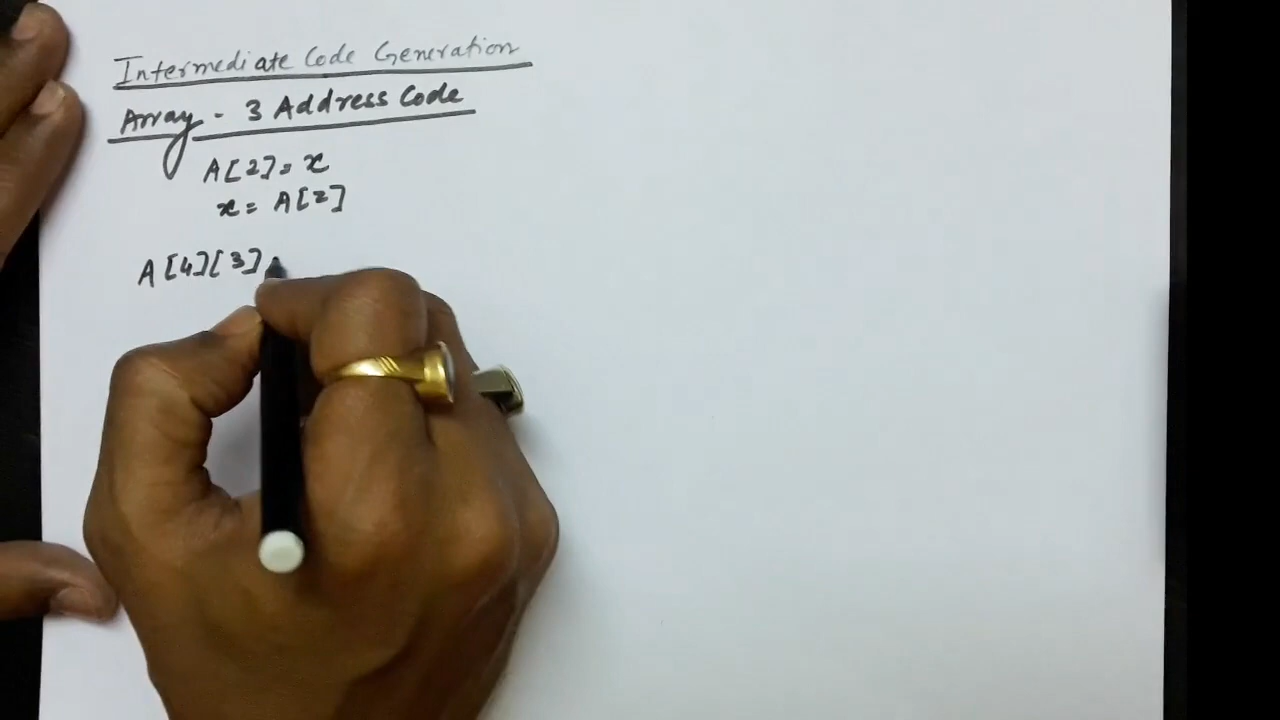 Intermediate Code Generation
Array - 3 Address Code
A[2] = x
x = A[2]
A[4][3]